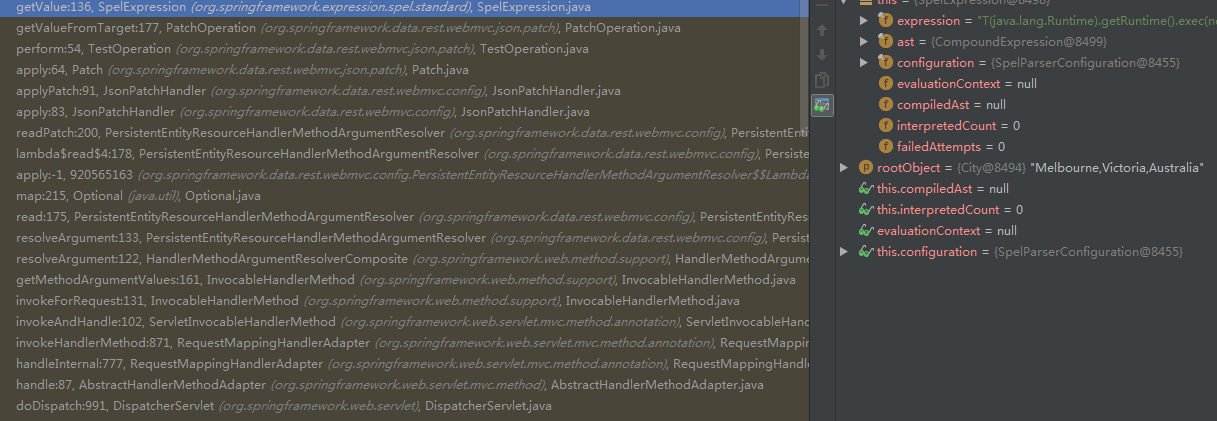 getValue:136, SpelExpression (org.springframework.expression.spel.standard), SpelExpression.java
getValueFromTarget:177, PatchOperation (org.springframework.data.rest.webmvc.json.patch), PatchOperation.java
perform:54, TestOperation (org.springframework.data.rest.webmvc.json.patch), TestOperation.java
apply:64, Patch (org.springframework.data.rest.webmvc.json.patch), Patch.java
applyPatch:91, JsonPatchHandler (org.springframework.data.rest.webmvc.config), JsonPatchHandler.java
apply:83, JsonPatchHandler (org.springframework.data.rest.webmvc.config), JsonPatchHandler.java
readPatch:200, PersistentEntityResourceHandlerMethodArgumentResolver (org.springframework.data.rest.webmvc.config), PersistentEnti
lambda$read$4:178, PersistentEntityResourceHandlerMethodArgumentResolver (org.springframework.data.rest.webmvc.config), Persiste
apply:-1, 920565163 (org.springframework.data.rest.webmvc.config.PersistentEntityResourceHandlerMethodArgumentResolver$$Lambda
map:215, Optional (java.util), Optional.java
read:175, PersistentEntityResourceHandlerMethodArgumentResolver (org.springframework.data.rest.webmvc.config), PersistentEntityRes
resolveArgument:133, PersistentEntityResourceHandlerMethodArgumentResolver (org.springframework.data.rest.webmvc.config), Persist
resolveArgument:122, HandlerMethodArgumentResolverComposite (org.springframework.web.method.support), HandlerMethodArgume
getMethodArgumentValues:161, InvocableHandlerMethod (org.springframework.web.method.support), InvocableHandlerMethod.java
invokeForRequest:131, InvocableHandlerMethod (org.springframework.web.method.support), InvocableHandlerMethod.java
invokeAndHandle:102, ServletInvocableHandlerMethod (org.springframework.web.servlet.mvc.method.annotation), ServletInvocableHand
invokeHandlerMethod:871, RequestMappingHandlerAdapter (org.springframework.web.servlet.mvc.method.annotation), RequestMappin
handleInternal:777, RequestMappingHandlerAdapter (org.springframework.web.servlet.mvc.method.annotation), RequestMappingHandle
handle:87, AbstractHandlerMethodAdapter (org.springframework.web.servlet.mvc.method), AbstractHandlerMethodAdapter.java
doDispatch:991, DispatcherServlet (org.springframework.web.servlet), DispatcherServlet.java
this = {SpelExpression@8498}
expression = "T(java.lang.Runtime).getRuntime().exec(ne
ast = {CompoundExpression@8499}
configuration = {SpelParserConfiguration@8455}
evaluationContext = null
compiledAst = null
interpretedCount = 0
failedAttempts = 0
rootObject = {City@8494} "Melbourne,Victoria,Australia"
this.compiledAst = null
this.interpretedCount = 0
evaluationContext = null
this.configuration = {SpelParserConfiguration@8455}